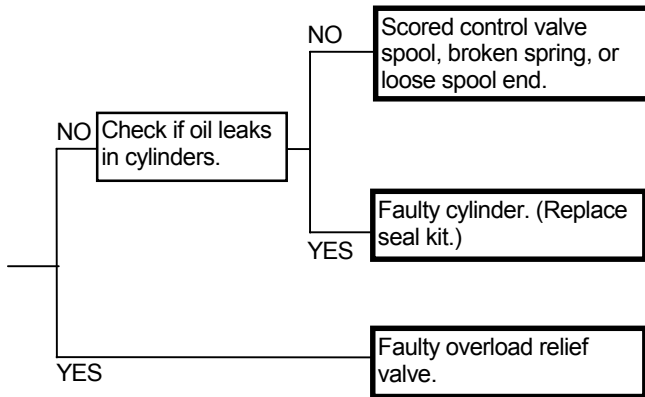 NO
Scored control valve
spool, broken spring, or
loose spool end.
NO
Check if oil leaks
in cylinders.
Faulty cylinder. (Replace
seal kit.)
YES
Faulty overload relief
valve.
YES